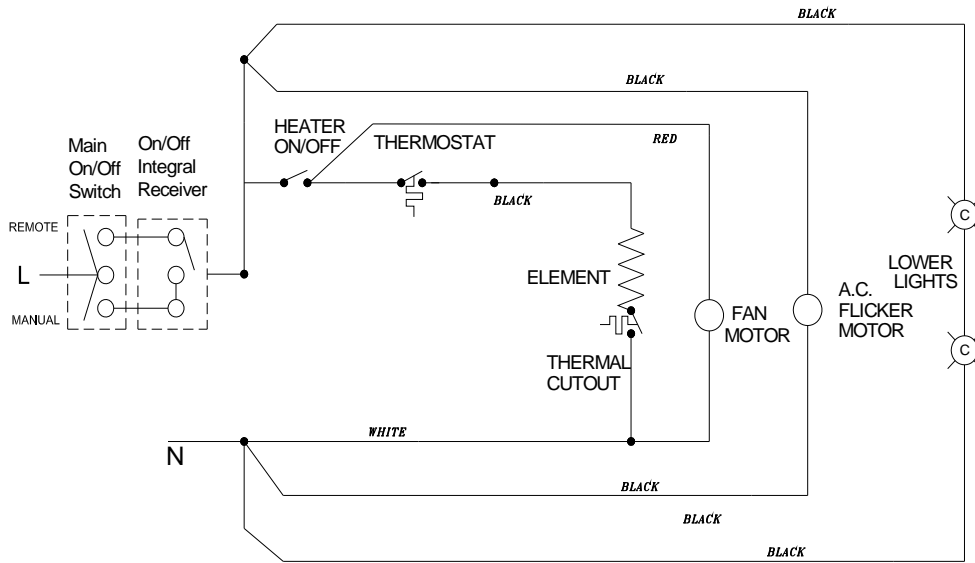 BLACK
BLACK
HEATER
ON/OFF
THERMOSTAT
RED
Main
On/Off
Switch
On/Off
Integral
Receiver
BLACK
REMOTE
L
MANUAL
C
LOWER
LIGHTS
ELEMENT
A.C.
FLICKER
MOTOR
FAN
MOTOR
C
THERMAL
CUTOUT
WHITE
N
BLACK
BLACK
BLACK